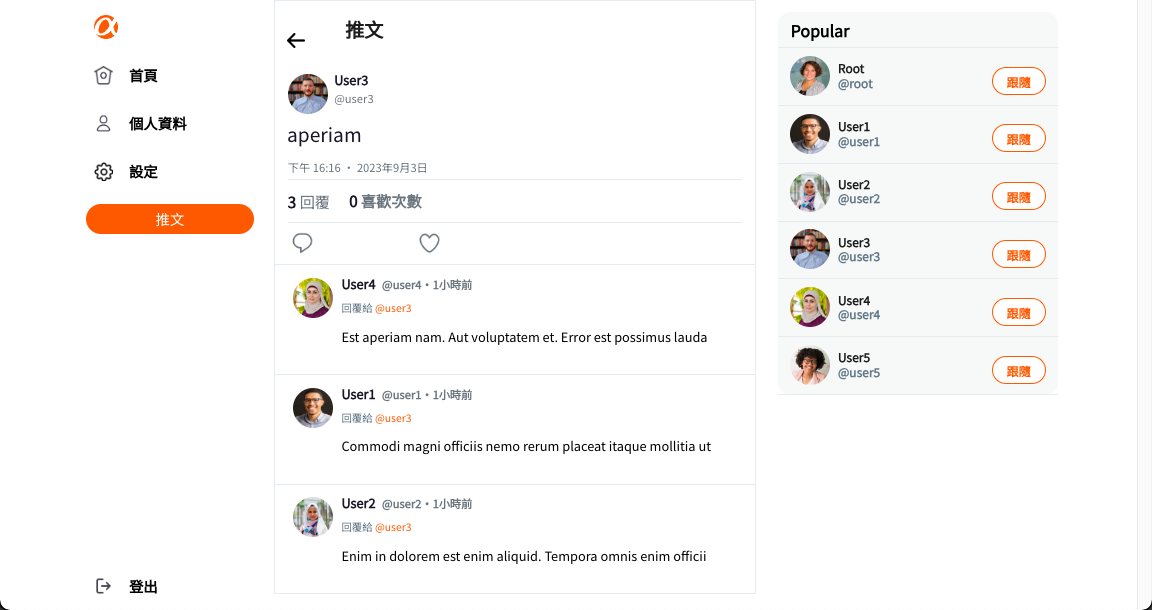 首頁
個人資料
設定
推文
登出
推文
User3
@user3
aperiam
下午 16:16 · 2023年9月3日
3 回覆 0 喜歡次數
User4 @user4・1小時前
回覆給 @user3
Est aperiam nam. Aut voluptatem et. Error est possimus lauda
User1 @user1・1小時前
回覆給 @user3
Commodi magni officiis nemo rerum placeat itaque mollitia ut
User2 @user2・1小時前
回覆給 @user3
Enim in dolorem est enim aliquid. Tempora omnis enim officii
Popular
Root
@root
跟隨
User1
@user1
跟隨
User2
@user2
跟隨
User3
@user3
跟隨
User4
@user4
跟隨
User5
@user5
跟隨